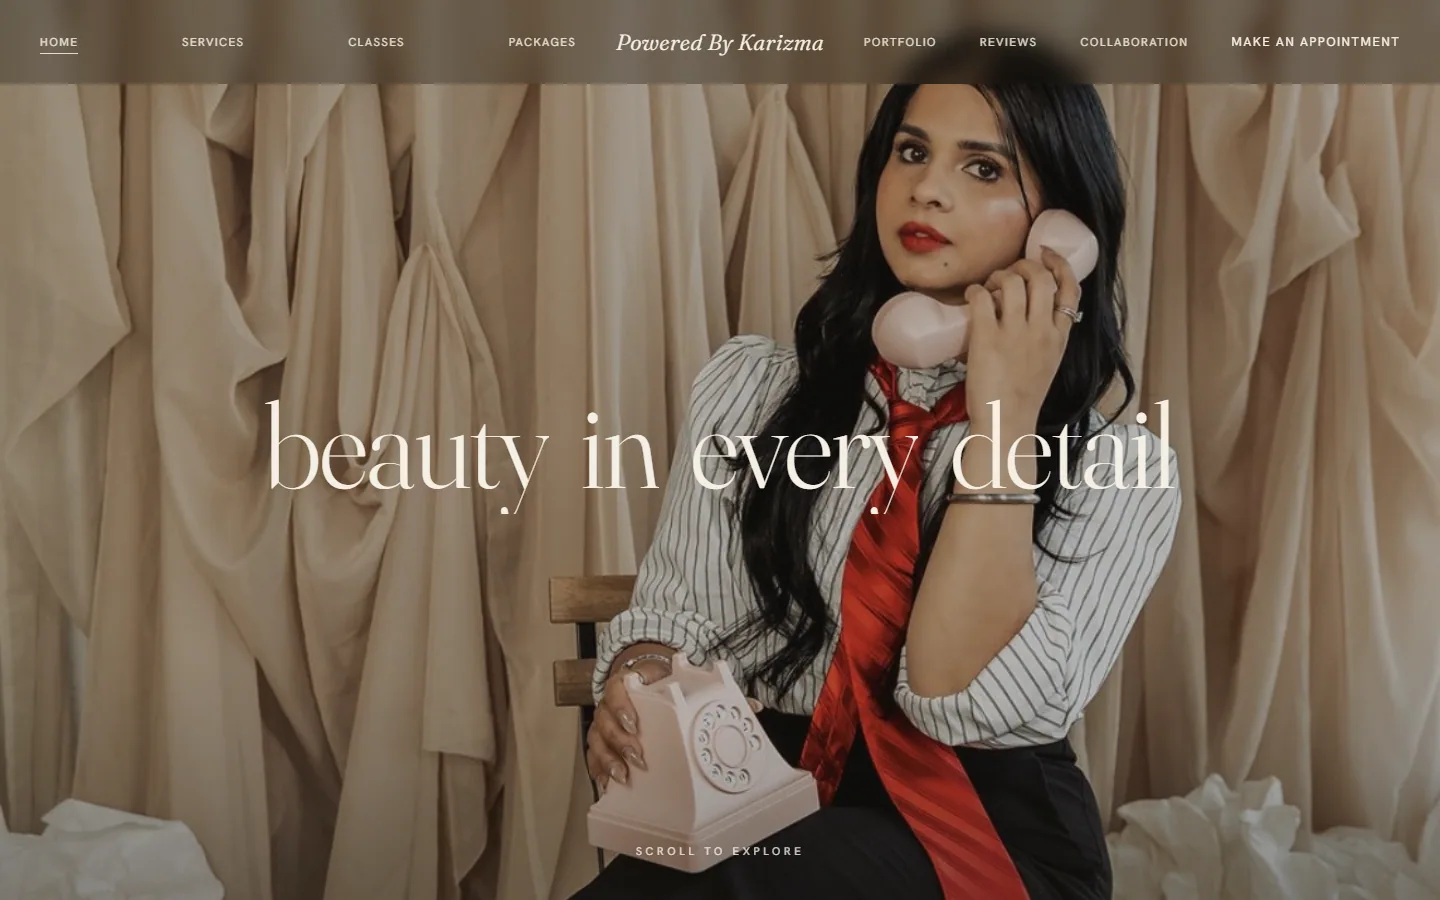 HOME SERVICES CLASSES PACKAGES Powered By Karizma PORTFOLIO REVIEWS COLLABORATION MAKE AN APPOINTMENT
beauty in every detail
SCROLL TO EXPLORE